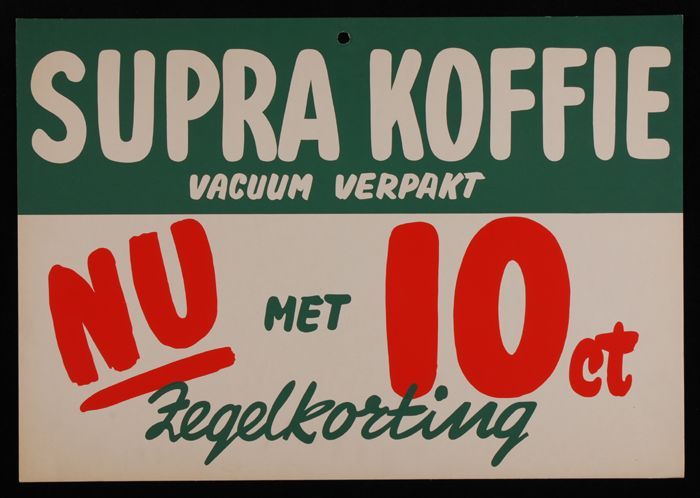 SUPRA KOFFIE
VACUUM VERPAKT
NU MET 10 ct
Zegelkorting